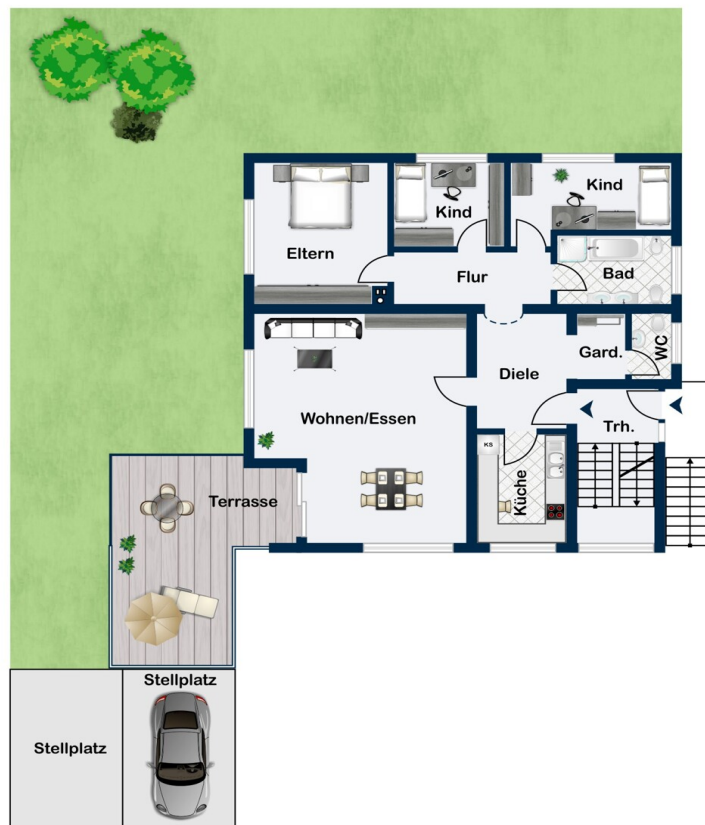 Kind
Kind
Eltern
Flur
Bad
Gard.
WC
Diele
Wohnen/Essen
Trh.
KS
Küche
Terrasse
Stellplatz
Stellplatz